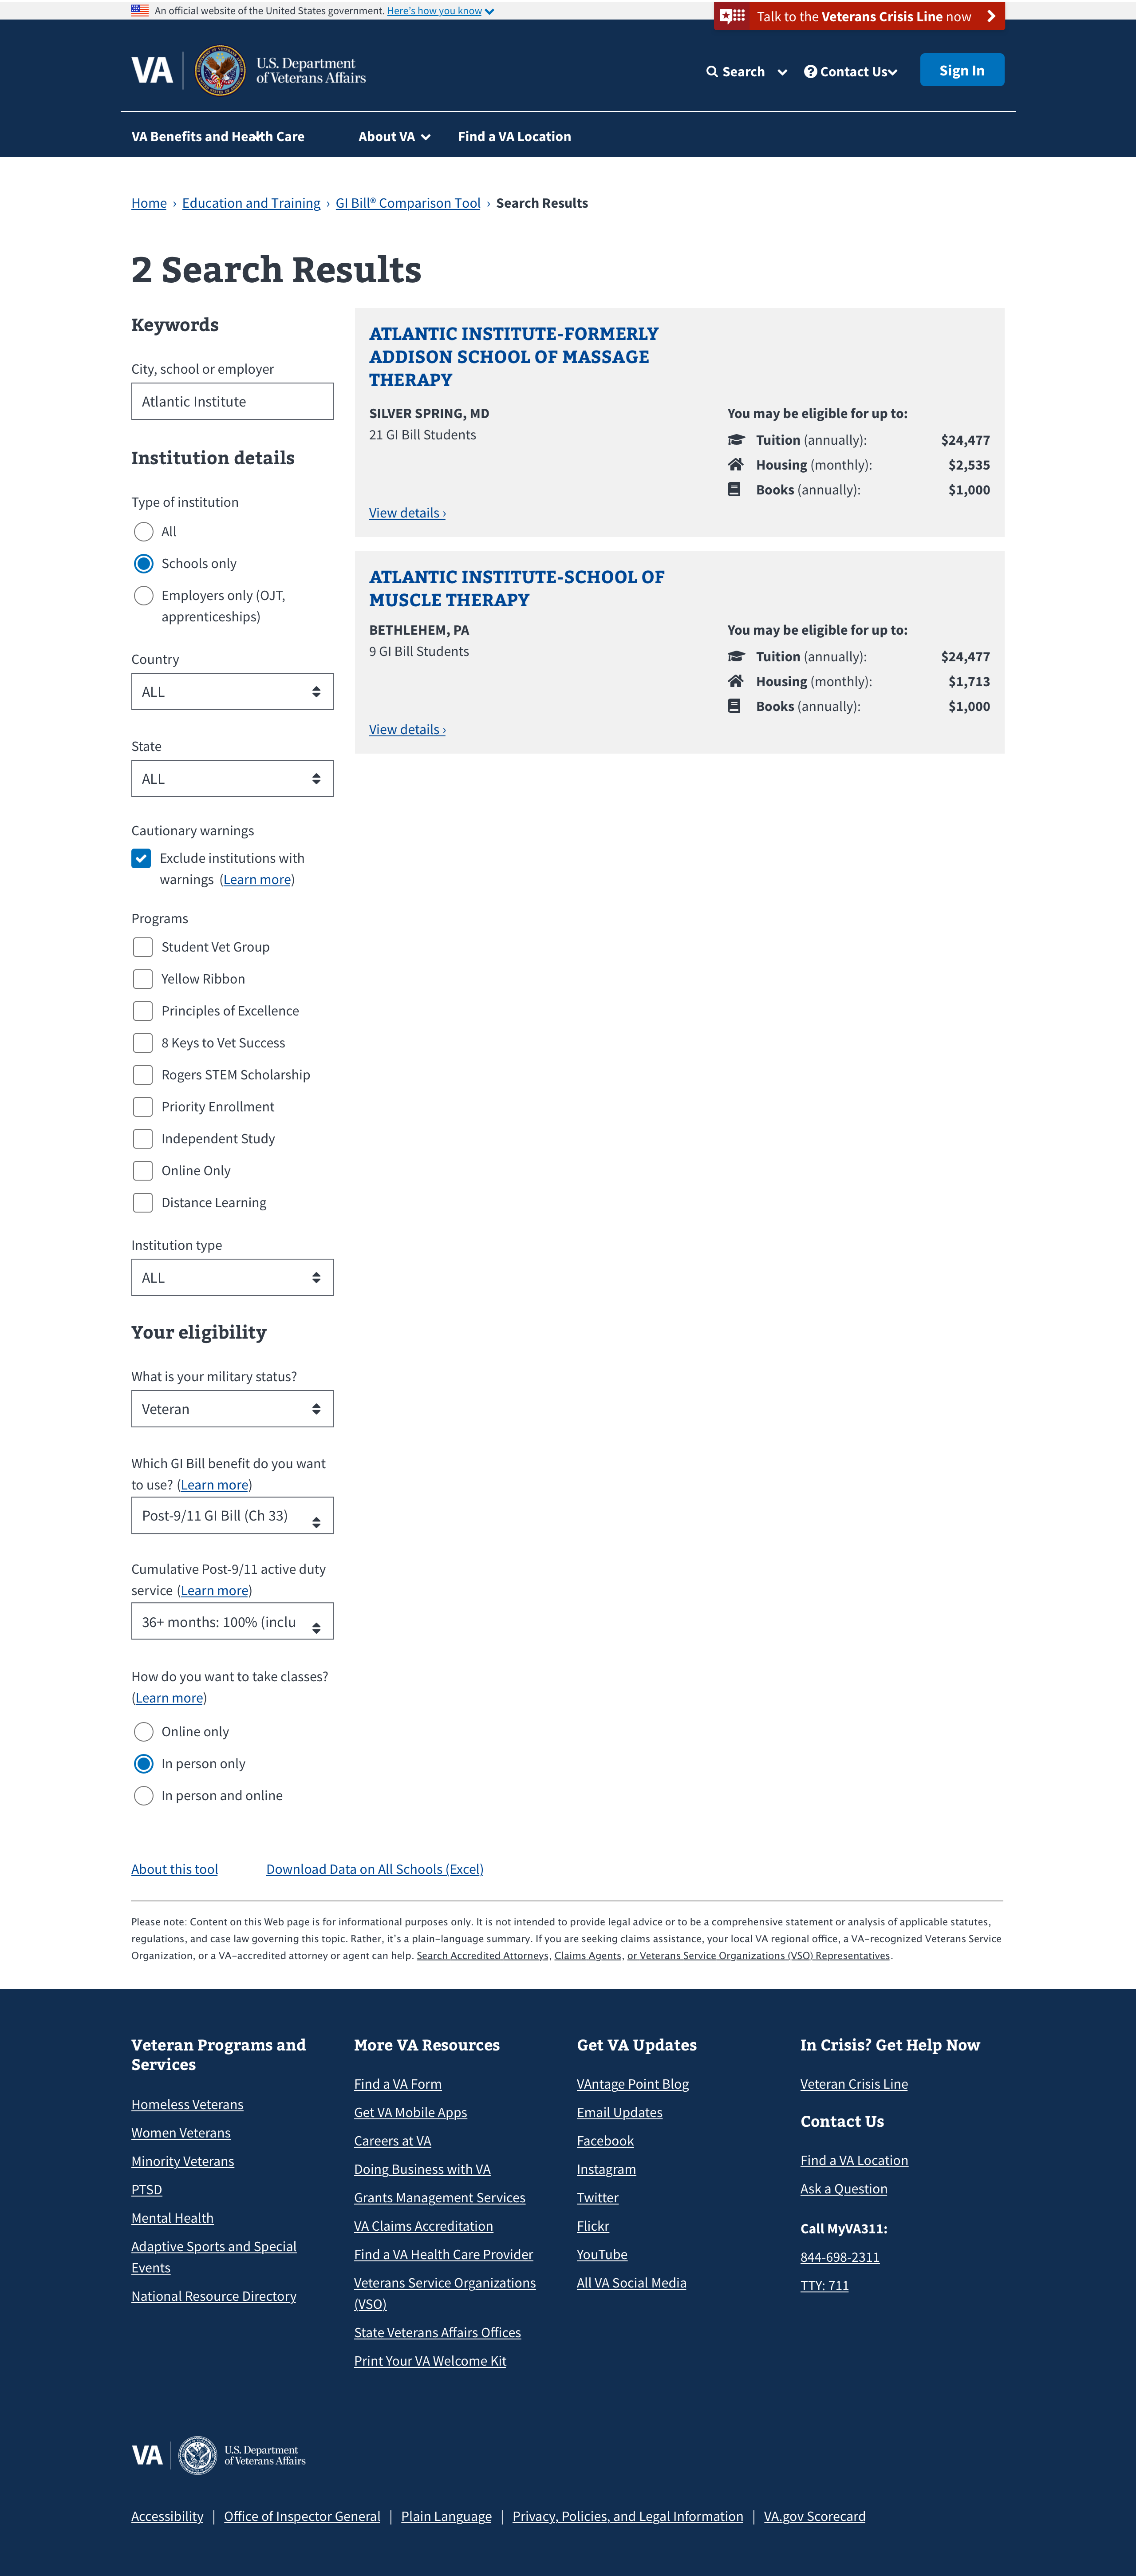 An official website of the United States government. Here's how you know
Talk to the Veterans Crisis Line now
VA
U.S. Department
of Veterans Affairs
Search
Contact Us
Sign In
VA Benefits and Health Care
About VA
Find a VA Location
Home › Education and Training › GI Bill® Comparison Tool › Search Results
2 Search Results
Keywords
City, school or employer
Atlantic Institute
Institution details
Type of institution
All
Schools only
Employers only (OJT,
apprenticeships)
Country
ALL
State
ALL
Cautionary warnings
Exclude institutions with
warnings (Learn more)
Programs
Student Vet Group
Yellow Ribbon
Principles of Excellence
8 Keys to Vet Success
Rogers STEM Scholarship
Priority Enrollment
Independent Study
Online Only
Distance Learning
Institution type
ALL
Your eligibility
What is your military status?
Veteran
Which GI Bill benefit do you want
to use? (Learn more)
Post-9/11 GI Bill (Ch 33)
Cumulative Post-9/11 active duty
service (Learn more)
36+ months: 100% (inclu
How do you want to take classes?
(Learn more)
Online only
In person only
In person and online
ATLANTIC INSTITUTE-FORMERLY
ADDISON SCHOOL OF MASSAGE
THERAPY
SILVER SPRING, MD
21 GI Bill Students
You may be eligible for up to:
Tuition (annually): $24,477
Housing (monthly): $2,535
Books (annually): $1,000
View details ›
ATLANTIC INSTITUTE-SCHOOL OF
MUSCLE THERAPY
BETHLEHEM, PA
9 GI Bill Students
You may be eligible for up to:
Tuition (annually): $24,477
Housing (monthly): $1,713
Books (annually): $1,000
View details ›
About this tool
Download Data on All Schools (Excel)
Please note: Content on this Web page is for informational purposes only. It is not intended to provide legal advice or to be a comprehensive statement or analysis of applicable statutes,
regulations, and case law governing this topic. Rather, it's a plain-language summary. If you are seeking claims assistance, your local VA regional office, a VA-recognized Veterans Service
Organization, or a VA-accredited attorney or agent can help. Search Accredited Attorneys, Claims Agents, or Veterans Service Organizations (VSO) Representatives.
Veteran Programs and
Services
Homeless Veterans
Women Veterans
Minority Veterans
PTSD
Mental Health
Adaptive Sports and Special
Events
National Resource Directory
More VA Resources
Find a VA Form
Get VA Mobile Apps
Careers at VA
Doing Business with VA
Grants Management Services
VA Claims Accreditation
Find a VA Health Care Provider
Veterans Service Organizations
(VSO)
State Veterans Affairs Offices
Print Your VA Welcome Kit
Get VA Updates
VAntage Point Blog
Email Updates
Facebook
Instagram
Twitter
Flickr
YouTube
All VA Social Media
In Crisis? Get Help Now
Veteran Crisis Line
Contact Us
Find a VA Location
Ask a Question
Call MyVA311:
844-698-2311
TTY: 711
VA
U.S. Department
of Veterans Affairs
Accessibility | Office of Inspector General | Plain Language | Privacy, Policies, and Legal Information | VA.gov Scorecard